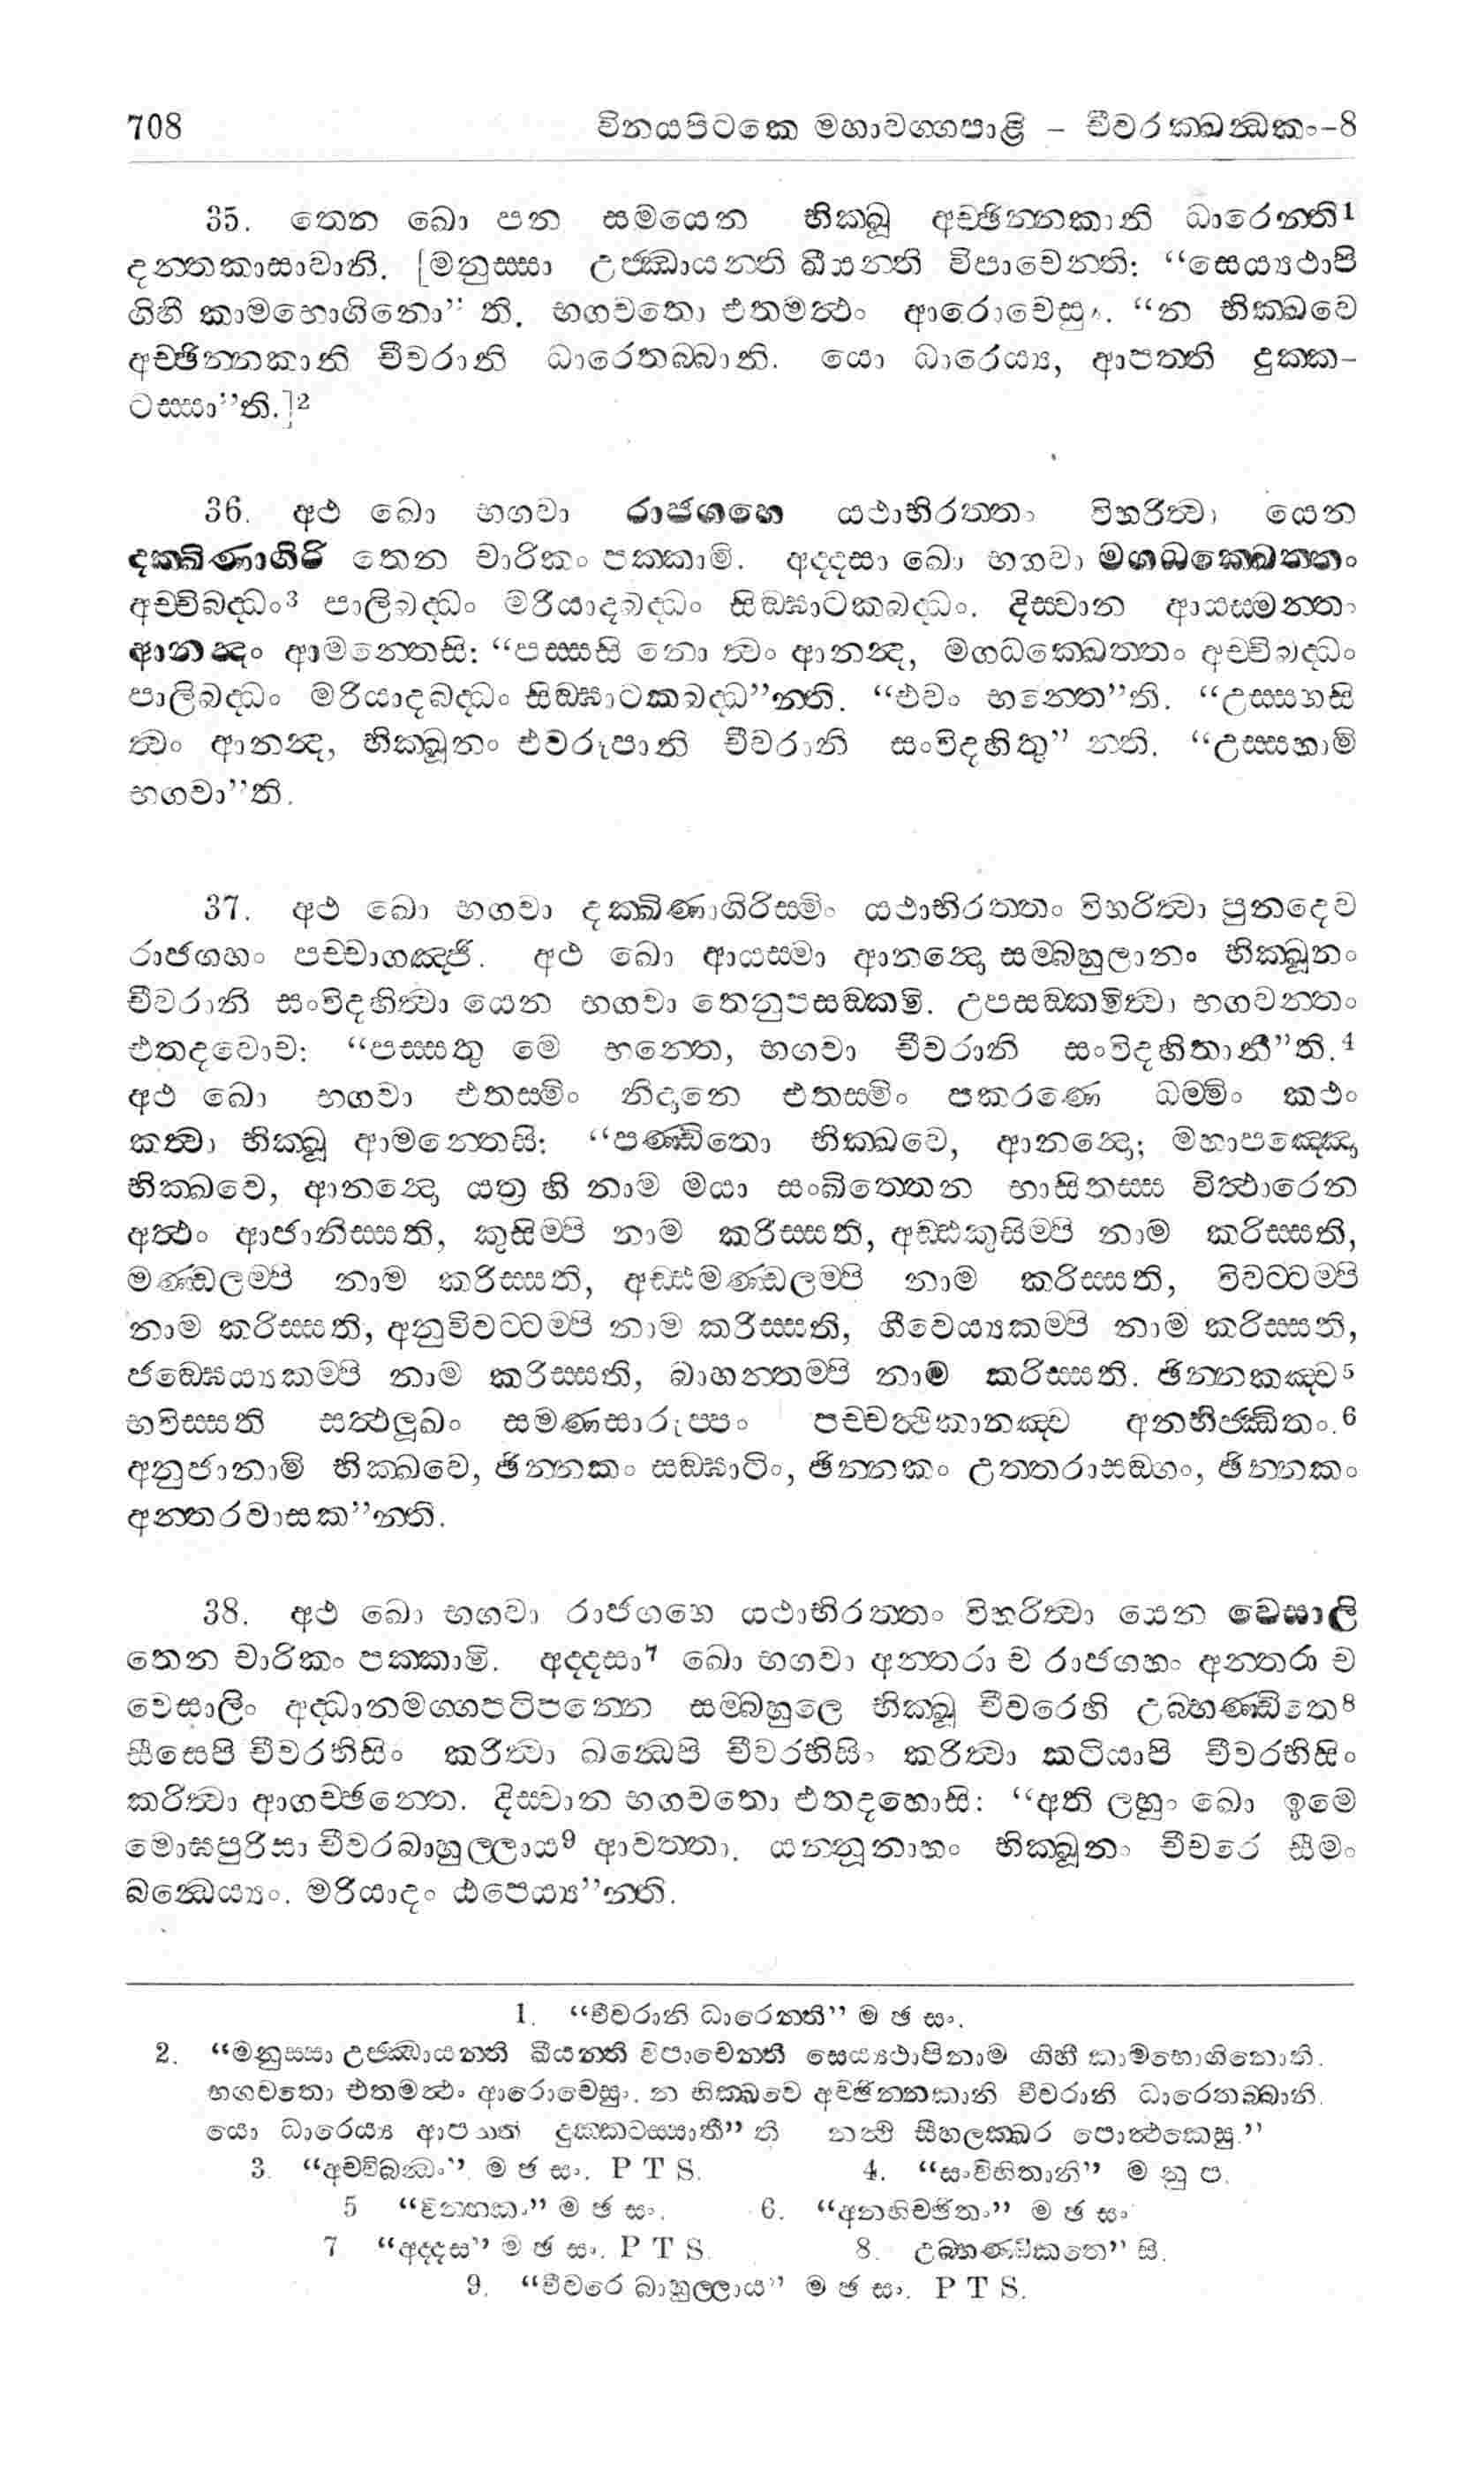 708 විනයපිටකෙ මහාවග්ගපාළි – චීවරක්ඛන්ධකං–8
35. තෙන ඛො පන සමයෙන භික්ඛූ අච්ඡින්නකානි ධාරෙන්ති1
දන්තකාසාවානි. [මනුස්සා උජ්ඣායන්ති ඛීයන්ති විපාචෙන්ති: “සෙය්‍යථාපි
ගිහී කාමභොගිනො” ති. භගවතො එතමත්‍ථං ආරොචෙසුං. “න භික්ඛවෙ
අච්ඡින්නකානි චීවරානි ධාරෙතබ්බානි. යො ධාරෙය්‍ය, ආපත්ති දුක්ක–
ටස්සා”ති.]2
36. අථ ඛො භගවා රාජගහෙ යථාභිරත්තං විහරිත්‍වා යෙන
දක්ඛිණාගිරි තෙන චාරිකං පක්කාමි. අද්දසා ඛො භගවා මගධක්ඛෙත්තං
අච්චිබද්ධං3 පාලිබද්ධං මරියාදබද්ධං සිඞ්ඝාටකබද්ධං. දිස්වාන ආයස්මන්තං
ආනන්දං ආමන්තෙසි: “පස්සසි නො ත්‍වං ආනන්ද, මගධක්ඛෙත්තං අච්චිබද්ධං
පාලිබද්ධං මරියාදබද්ධං සිඞ්ඝාටකබද්ධ”න්ති. “එවං භන්තෙ”ති. “උස්සහසි
ත්‍වං ආනන්ද, භික්ඛූනං එවරූපානි චීවරානි සංවිදහිතු” න්ති. “උස්සහාමි
භගවා”ති.
37. අථ ඛො භගවා දක්ඛිණාගිරිස්මිං යථාභිරත්තං විහරිත්‍වා පුනදෙව
රාජගහං පච්චාගඤ්ජි. අථ ඛො ආයස්මා ආනන්දො සම්බහුලානං භික්ඛූනං
චීවරානි සංවිදහිත්‍වා යෙන භගවා තෙනුපසඞ්කමි. උපසඞ්කමිත්‍වා භගවන්තං
එතදවොච: “පස්සතු මෙ භන්තෙ, භගවා චීවරානි සංවිදහිතානී”ති.4
අථ ඛො භගවා එතස්මිං නිදානෙ එතස්මිං පකරණෙ ධම්මිං කථං
කත්‍වා භික්ඛූ ආමන්තෙසි: “පණ්ඩිතො භික්ඛවෙ, ආනන්දො; මහාපඤ්ඤො
භික්ඛවෙ, ආනන්දො යත්‍ර හි නාම මයා සංඛිත්තෙන භාසිතස්ස විත්‍ථාරෙන
අත්‍ථං ආජානිස්සති, කුසිම්පි නාම කරිස්සති, අඩ්ඪකුසිම්පි නාම කරිස්සති,
මණ්ඩලම්පි නාම කරිස්සති, අඩ්ඪමණ්ඩලම්පි නාම කරිස්සති, විවට්ටම්පි
නාම කරිස්සති, අනුවිවට්ටම්පි නාම කරිස්සති, ගීවෙය්‍යකම්පි නාම කරිස්සති,
ජඞ්ඝෙය්‍යකම්පි නාම කරිස්සති, බාහන්තම්පි නාම කරිස්සති. ඡින්නකඤ්ච5
භවිස්සති සත්‍ථලූඛං සමණසාරුප්පං පච්චත්‍ථිකානඤ්ච අනභිජ්ඣිතං.6
අනුජානාමි භික්ඛවෙ, ඡින්නකං සඞ්ඝාටිං, ඡින්නකං උත්තරාසඞ්ගං, ඡින්නකං
අන්තරවාසක”න්ති.
38. අථ ඛො භගවා රාජගහෙ යථාභිරත්තං විහරිත්‍වා යෙන වෙසාලි
තෙන චාරිකං පක්කාමි. අද්දසා7 ඛො භගවා අන්තරා ච රාජගහං අන්තරා ච
වෙසාලිං අද්ධානමග්ගපටිපන්නෙ සම්බහුලෙ භික්ඛූ චීවරෙහි උබ්භණ්ඩිතෙ8
සීසෙපි චීවරභිසිං කරිත්‍වා ඛන්ධෙපි චීවරභිසිං කරිත්‍වා කටියාපි චීවරභිසිං
කරිත්‍වා ආගච්ඡන්තෙ. දිස්වාන භගවතො එතදහොසි: “අති ලහුං ඛො ඉමෙ
මොඝපුරිසා චීවරබාහුල්ලාය9 ආවත්තා. යන්නූනාහං භික්ඛූනං චීවරෙ සීමං
බන්ධෙය්‍යං. මරියාදං ඨපෙය්‍ය”න්ති.
1. “චීවරානි ධාරෙන්ති” ම ඡ සං.
2. “මනුස්සා උජ්ඣායන්ති ඛීයන්ති විපාචෙන්ති සෙය්‍යථාපිනාම ගිහී කාමභොගිනොති.
භගවතො එතමත්‍ථං ආරොචෙසුං. න භික්ඛවෙ අච්ඡින්නකානි චීවරානි ධාරෙතබ්බානි.
යො ධාරෙය්‍ය ආපත්ති දුක්කටස්සාති” ති නත්‍ථි සීහලක්ඛර පොත්‍ථකෙසු.”
3. “අච්චිබන්ධං”. ම ඡ සං. P T S. 4. “සංවිහිතානි” ම නු ප.
5 “ඡින්නකං” ම ඡ සං. 6. “අනභිච්ඡිතං” ම ඡ සං
7 “අද්දස” ම ඡ සං. P T S. 8. උබ්භණ්ඩිකතෙ” සි.
9. “චීවරෙ බාහුල්ලාය” ම ඡ සං. P T S.